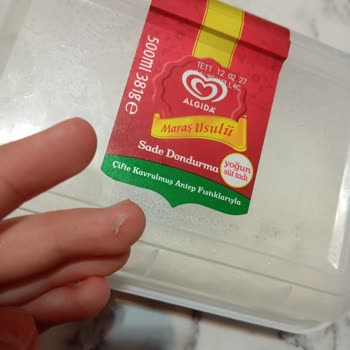 TETT 12 02 27
ALGIDA
Maraş Usulü
Sade Dondurma
yoğun
süt tadı
Çifte Kavrulmuş Antep Fıstıklarıyla
500ml 381g e